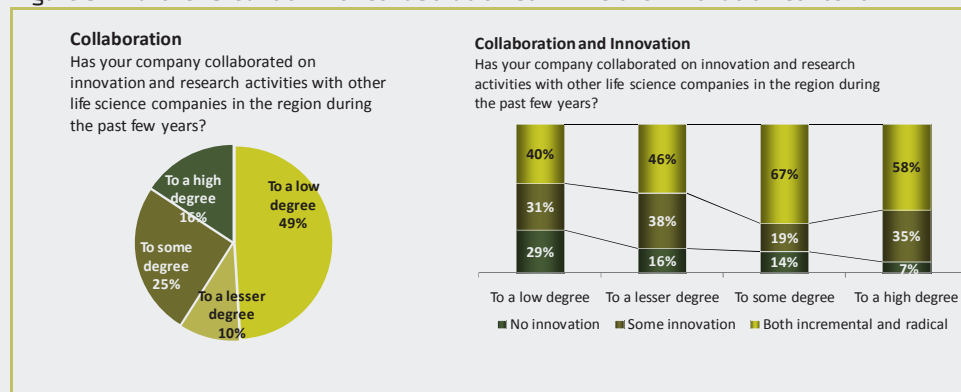 Collaboration
Has your company collaborated on
innovation and research activities with other
life science companies in the region during
the past few years?
To a high
degree
16%
To a low
degree
49%
To some
degree
25%
To a lesser
degree
10%
Collaboration and Innovation
Has your company collaborated on innovation and research
activities with other life science companies in the region during
the past few years?
40% 46% 67% 58%
31% 38% 19% 35%
29% 16% 14% 7%
To a low degree To a lesser degree To some degree To a high degree
No innovation Some innovation Both incremental and radical